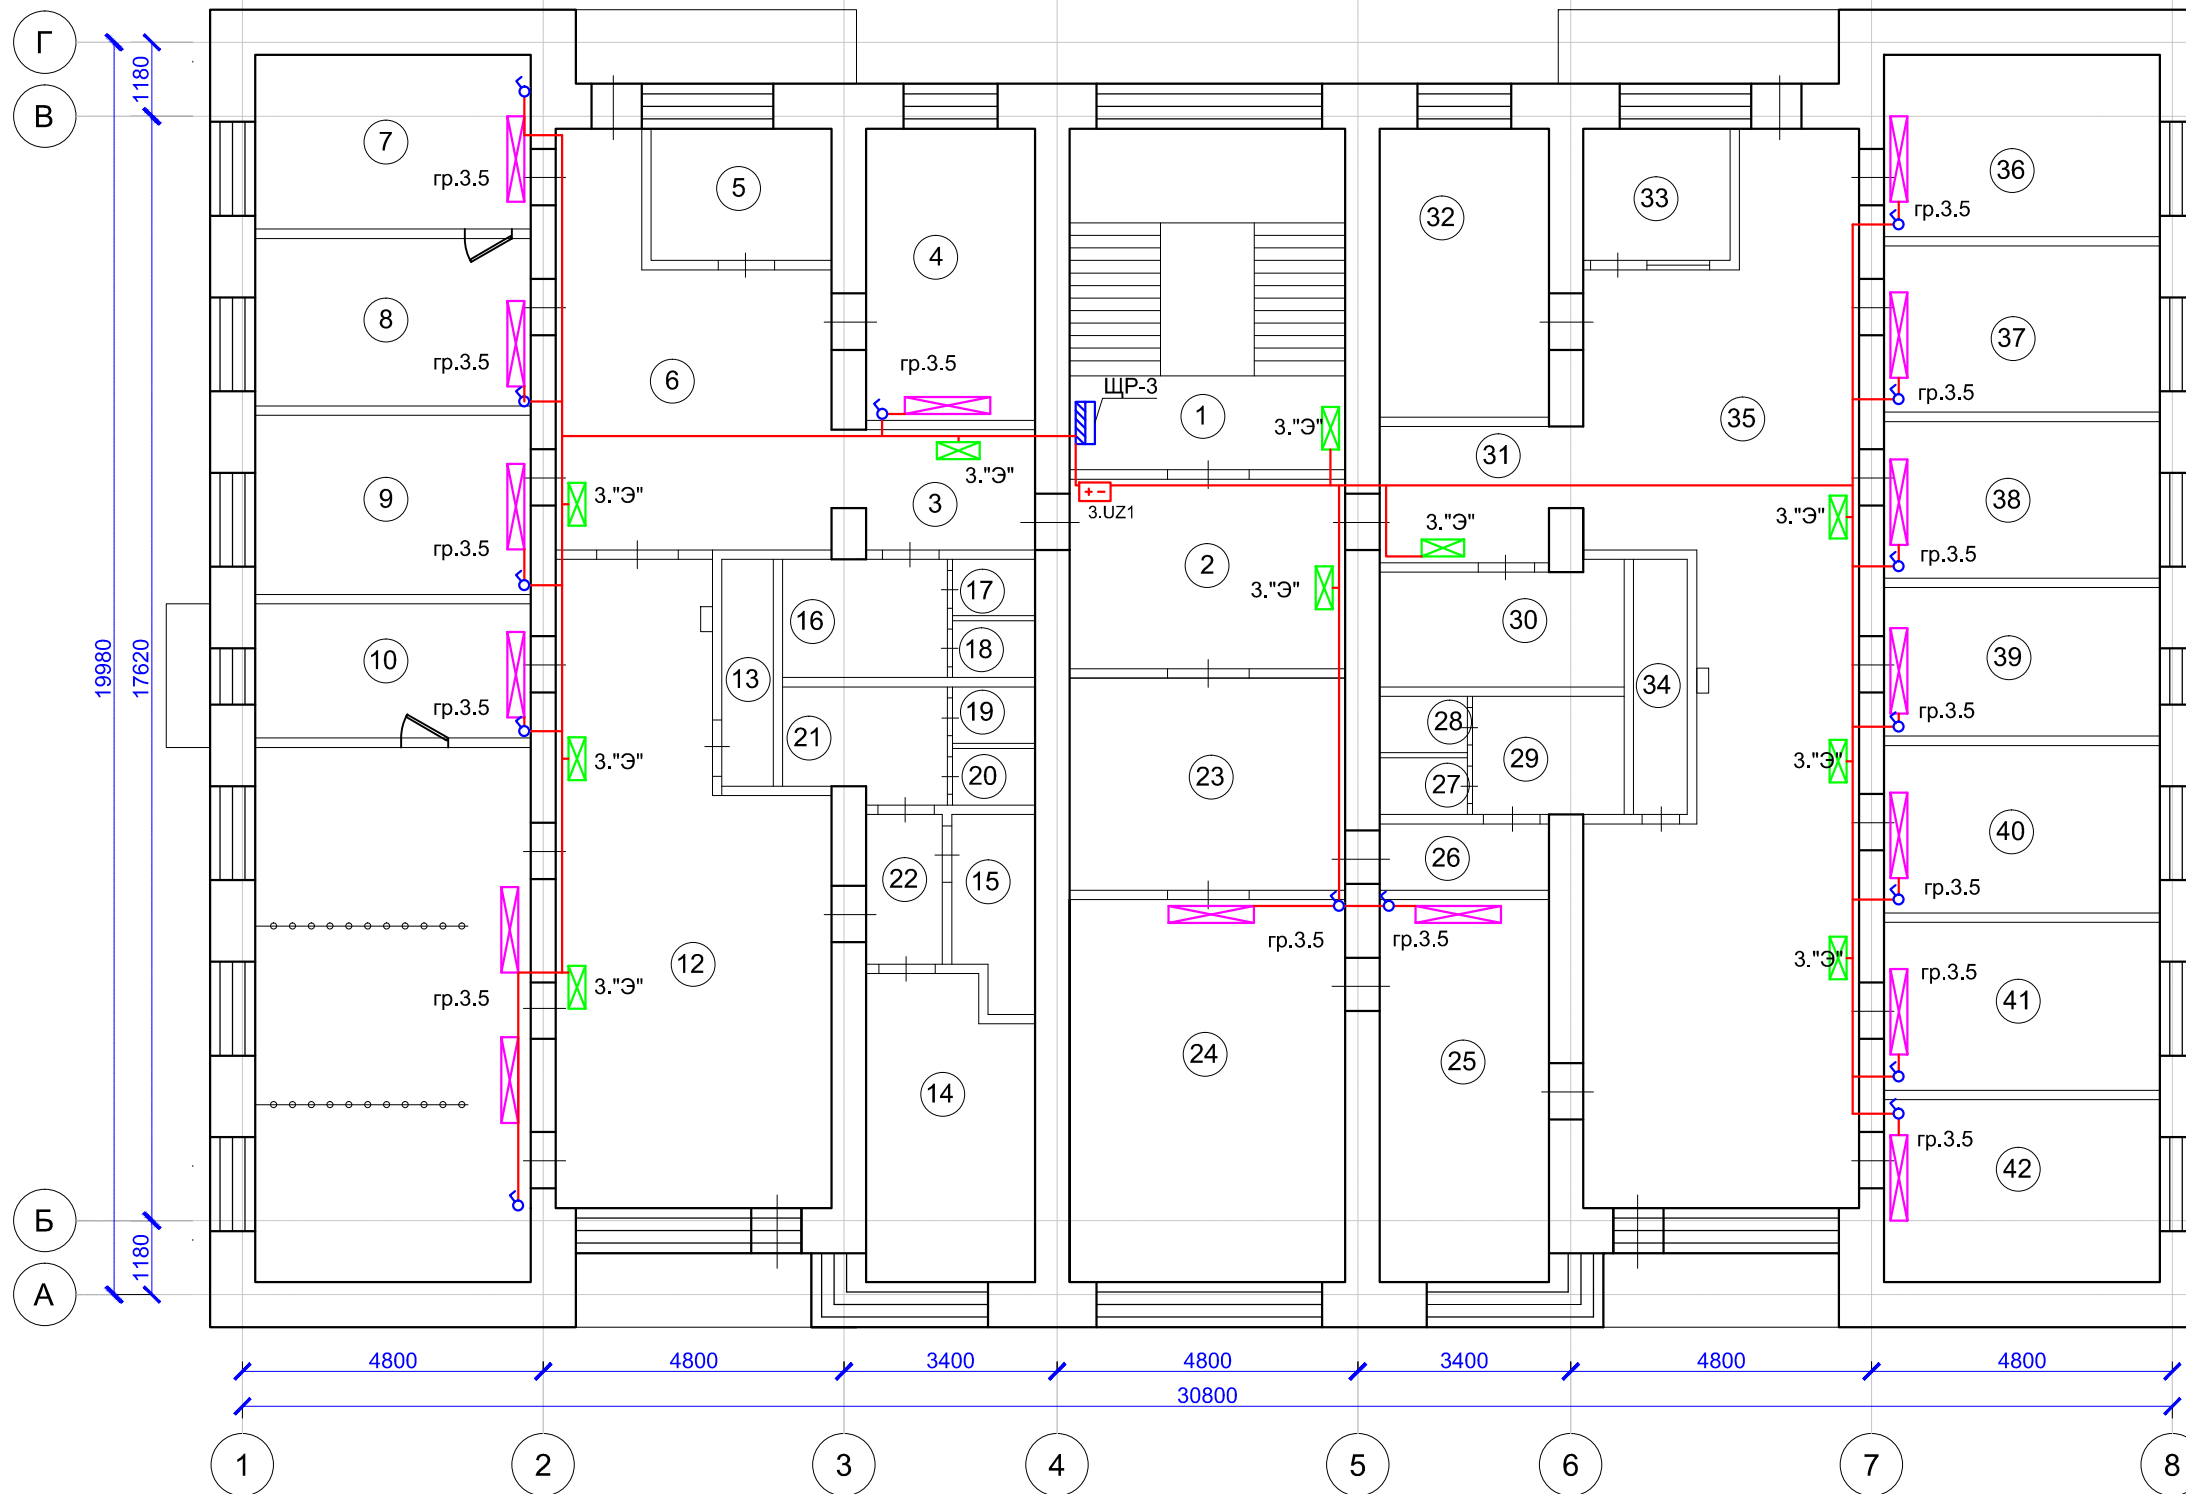 Г
В
1180
7
гр.3.5
5
4
32
33
36
гр.3.5
8
гр.3.5
6
гр.3.5
ЩР-3
1
3."Э"
31
35
37
гр.3.5
9
гр.3.5
3."Э"
3."Э"
3
3.UZ1
3."Э"
3."Э"
38
гр.3.5
19980
17620
10
гр.3.5
13
16
17
18
2
3."Э"
30
34
39
гр.3.5
3."Э"
21
19
20
23
28
29
27
3."Э"
40
гр.3.5
22
15
26
12
гр.3.5
3."Э"
гр.3.5
гр.3.5
3."Э"
гр.3.5
41
14
24
25
гр.3.5
42
Б
1180
А
4800
4800
3400
4800
3400
4800
4800
30800
1
2
3
4
5
6
7
8